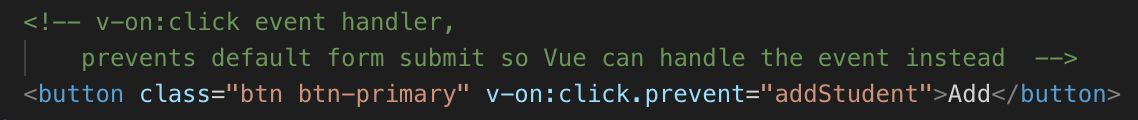 <!-- v-on:click event handler,
prevents default form submit so Vue can handle the event instead -->
<button class="btn btn-primary" v-on:click.prevent="addStudent">Add</button>